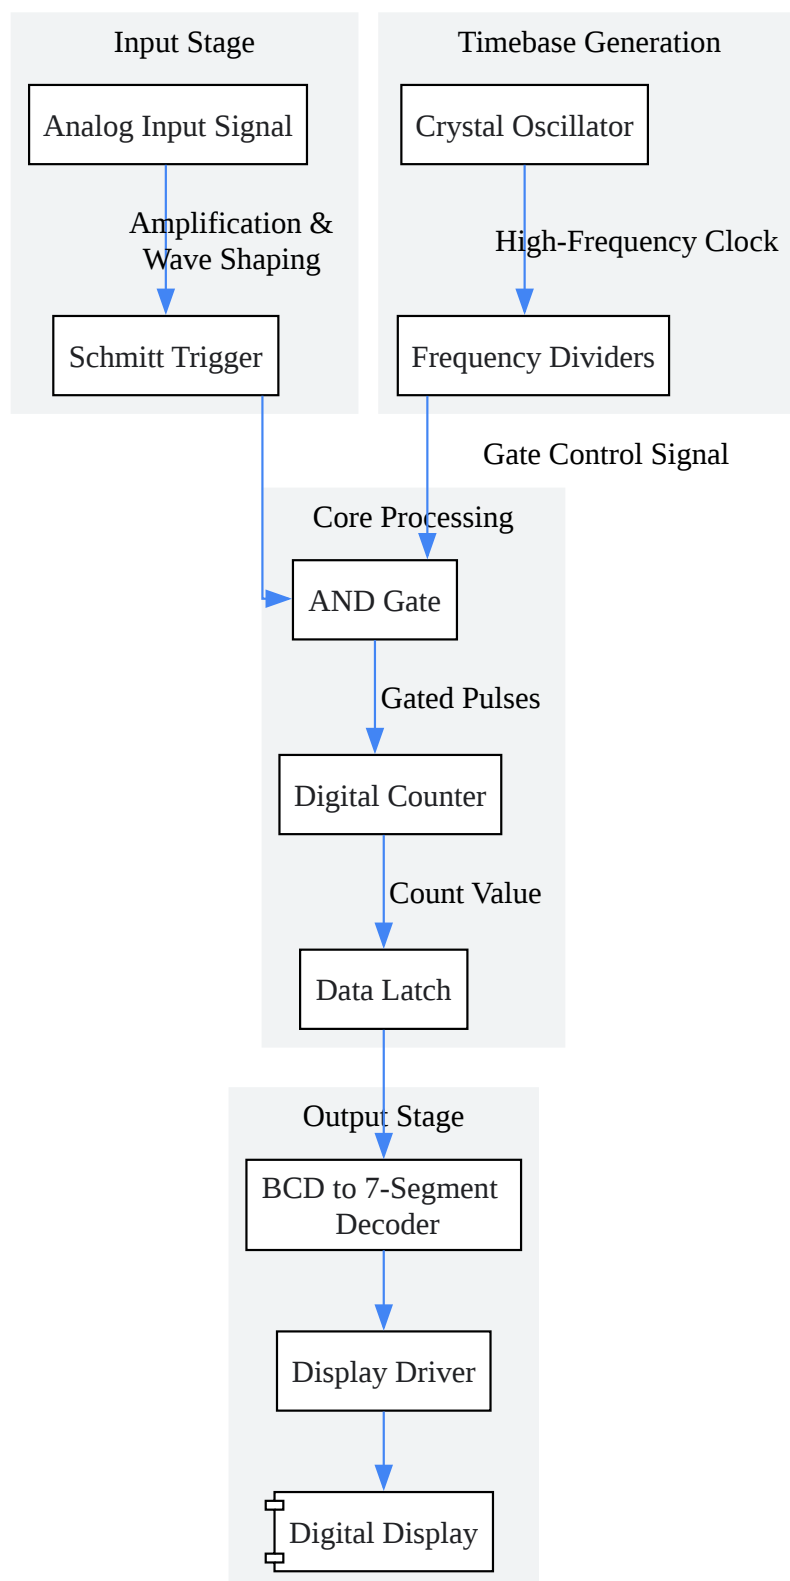 Input Stage
Timebase Generation
Analog Input Signal
Crystal Oscillator
Amplification &
Wave Shaping
High-Frequency Clock
Schmitt Trigger
Frequency Dividers
Gate Control Signal
Core Processing
AND Gate
Gated Pulses
Digital Counter
Count Value
Data Latch
Output Stage
BCD to 7-Segment
Decoder
Display Driver
Digital Display